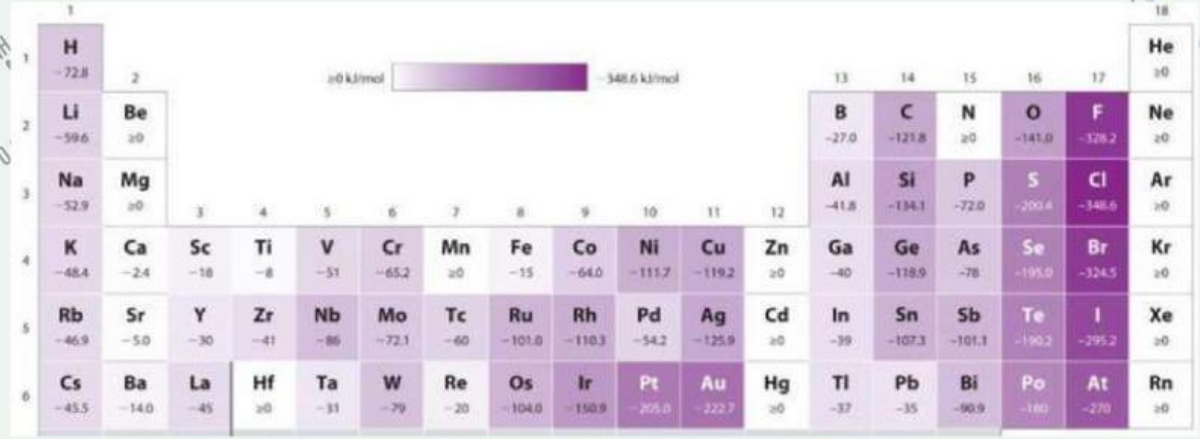 1 18
H He
1
-72.8 ≥0
2 ≥0 kJ/mol -348.6 kJ/mol 13 14 15 16 17
Li Be B C N O F Ne
2
-59.6 ≥0 -27.0 -121.8 ≥0 -141.0 -328.2 ≥0
Na Mg Al Si P S Cl Ar
3
-52.9 ≥0 -41.8 -134.1 -72.0 -200.4 -348.6 ≥0
3 4 5 6 7 8 9 10 11 12
K Ca Sc Ti V Cr Mn Fe Co Ni Cu Zn Ga Ge As Se Br Kr
4
-48.4 -2.4 -18 -8 -51 -65.2 ≥0 -15 -64.0 -111.7 -119.2 ≥0 -40 -118.9 -78 -195.0 -324.5 ≥0
Rb Sr Y Zr Nb Mo Tc Ru Rh Pd Ag Cd In Sn Sb Te I Xe
5
-46.9 -5.0 -30 -41 -86 -72.1 -60 -101.0 -110.3 -54.2 -125.9 ≥0 -39 -107.3 -101.1 -190.2 -295.2 ≥0
Cs Ba La Hf Ta W Re Os Ir Pt Au Hg Tl Pb Bi Po At Rn
6
-45.5 -14.0 -45 ≥0 -31 -79 -20 -104.0 -150.9 -205.0 -222.7 ≥0 -37 -35 -90.9 -180 -270 ≥0